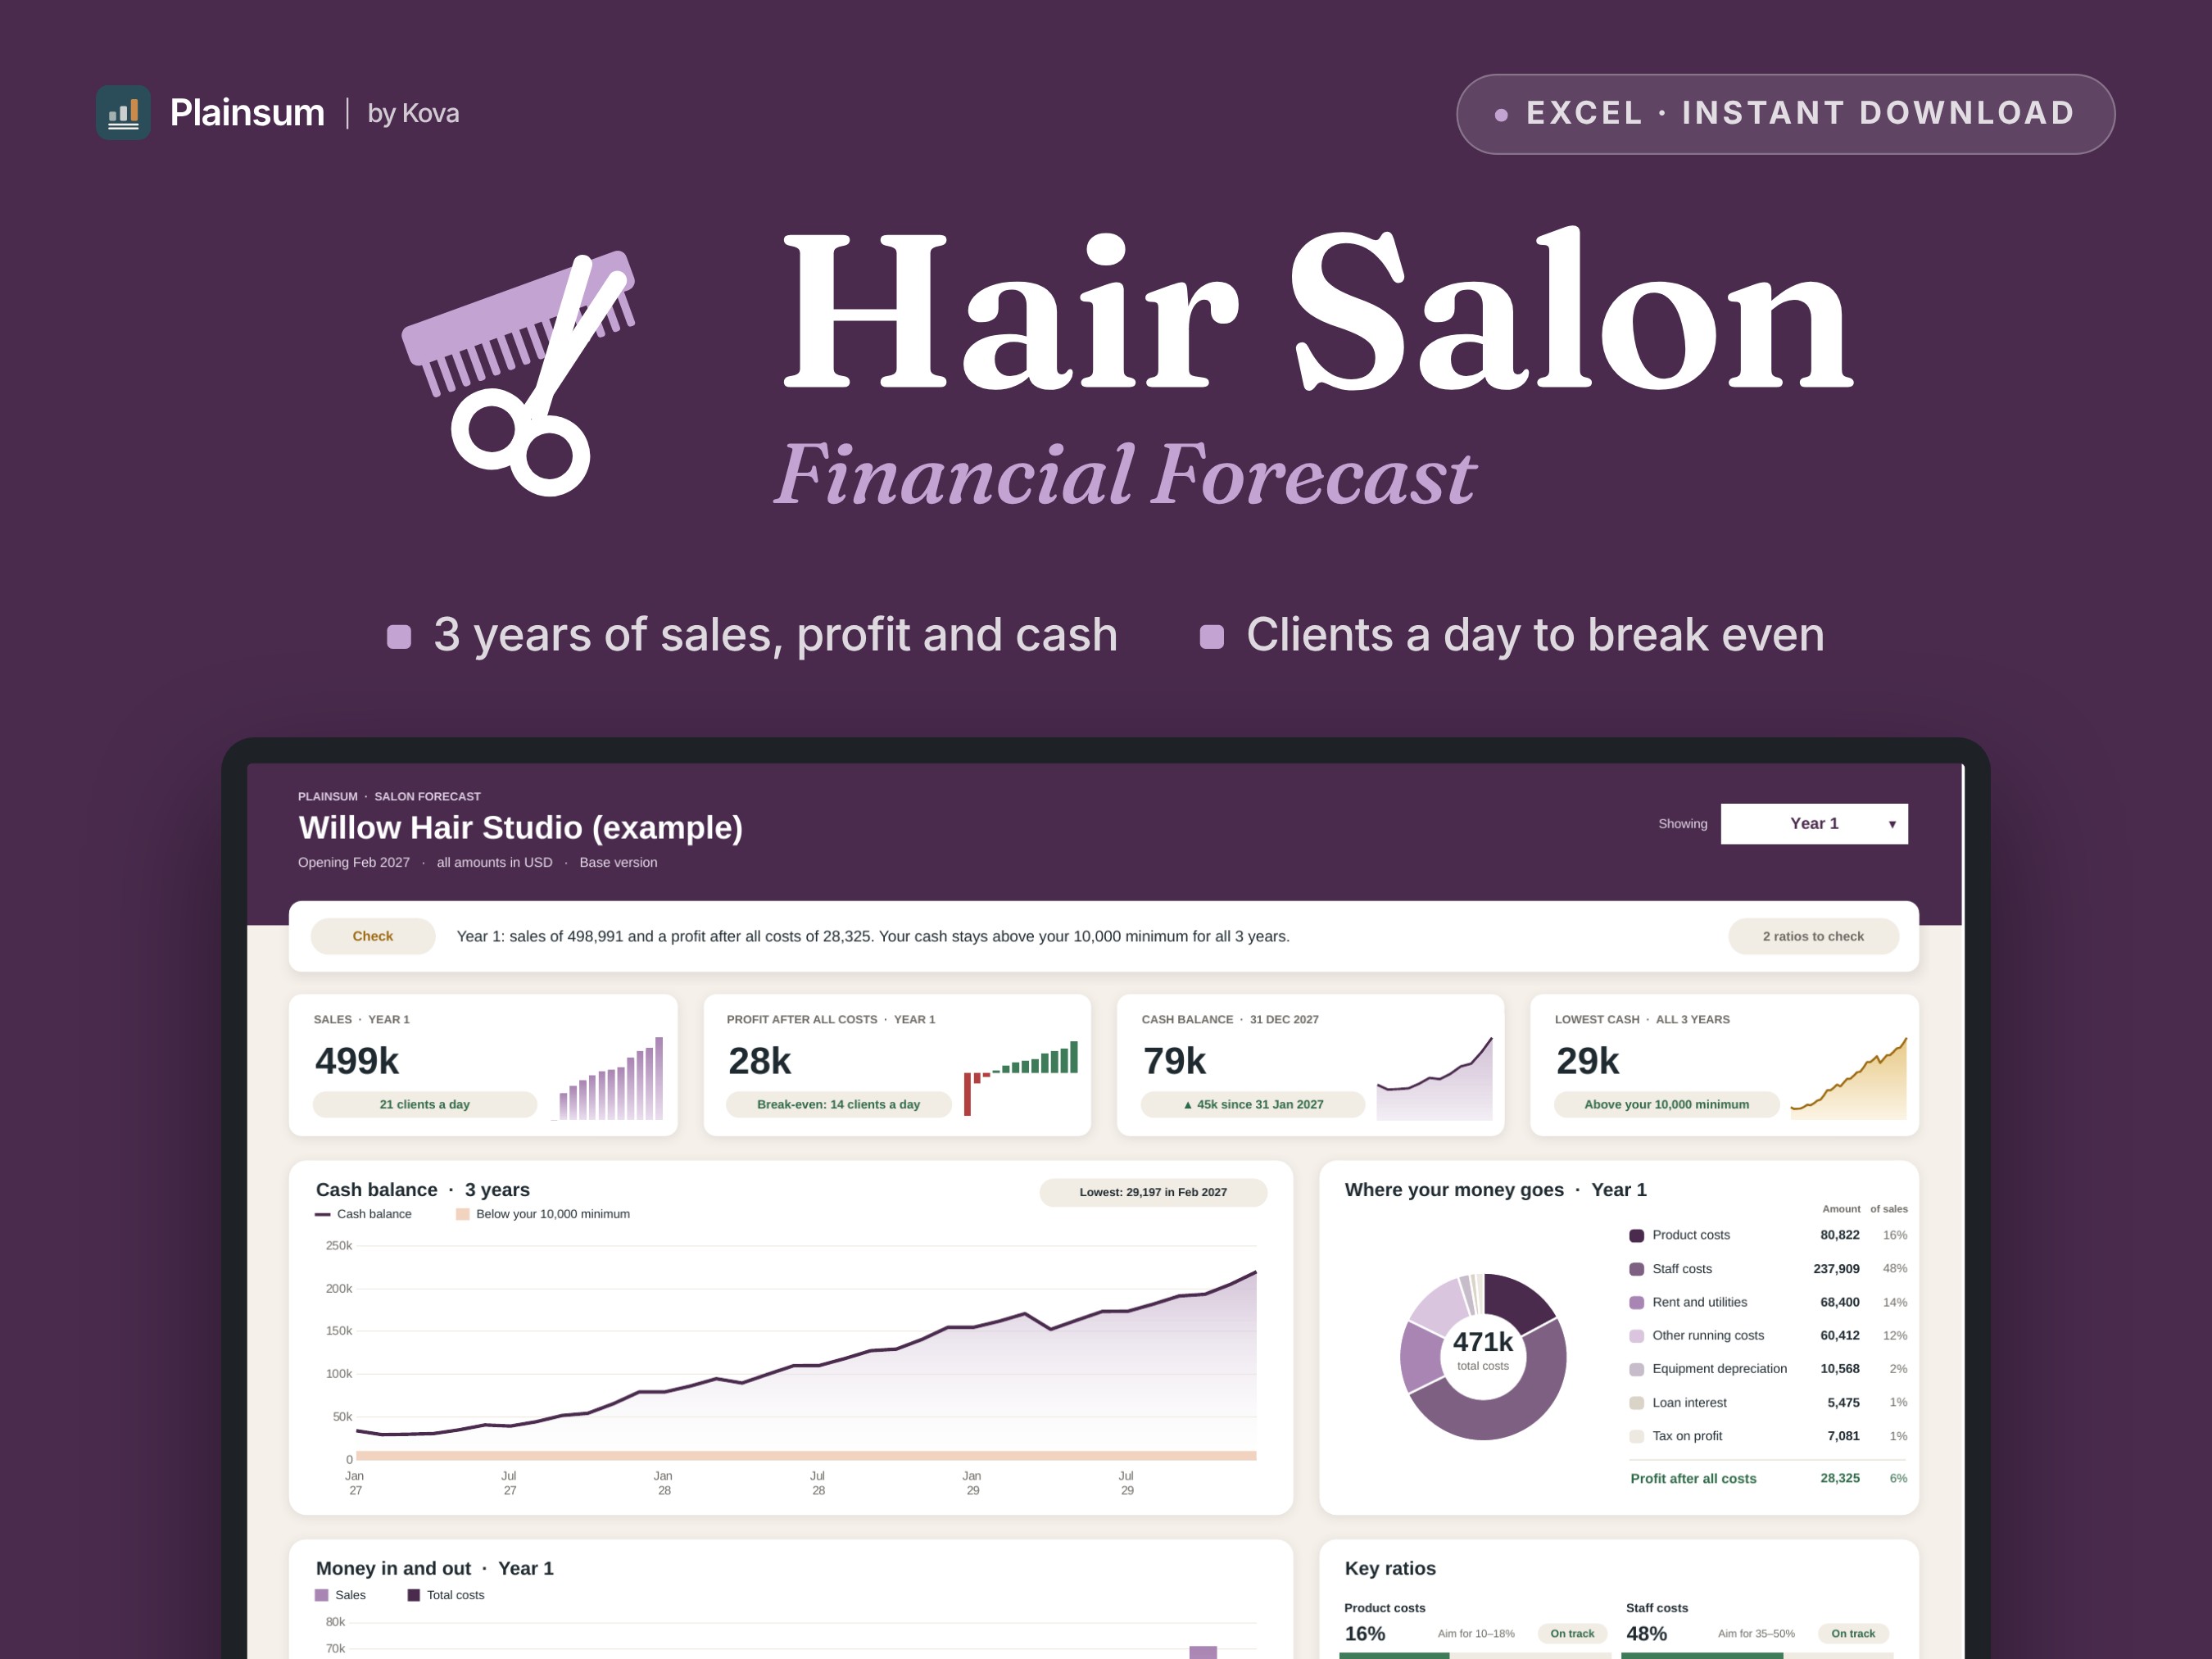 Plainsum | by Kova
EXCEL · INSTANT DOWNLOAD
Hair Salon
Financial Forecast
3 years of sales, profit and cash
Clients a day to break even
PLAINSUM · SALON FORECAST
Willow Hair Studio (example)
Opening Feb 2027 · all amounts in USD · Base version
Showing
Year 1 ▼
Check
Year 1: sales of 498,991 and a profit after all costs of 28,325. Your cash stays above your 10,000 minimum for all 3 years.
2 ratios to check
SALES · YEAR 1
499k
21 clients a day
PROFIT AFTER ALL COSTS · YEAR 1
28k
Break-even: 14 clients a day
CASH BALANCE · 31 DEC 2027
79k
▲ 45k since 31 Jan 2027
LOWEST CASH · ALL 3 YEARS
29k
Above your 10,000 minimum
Cash balance · 3 years
Lowest: 29,197 in Feb 2027
Cash balance
Below your 10,000 minimum
250k
200k
150k
100k
50k
0
Jan 27
Jul 27
Jan 28
Jul 28
Jan 29
Jul 29
Where your money goes · Year 1
Amount of sales
Product costs 80,822 16%
Staff costs 237,909 48%
Rent and utilities 68,400 14%
Other running costs 60,412 12%
Equipment depreciation 10,568 2%
Loan interest 5,475 1%
Tax on profit 7,081 1%
Profit after all costs 28,325 6%
471k
total costs
Money in and out · Year 1
Sales
Total costs
80k
70k
Key ratios
Product costs
16% Aim for 10–18% On track
Staff costs
48% Aim for 35–50% On track